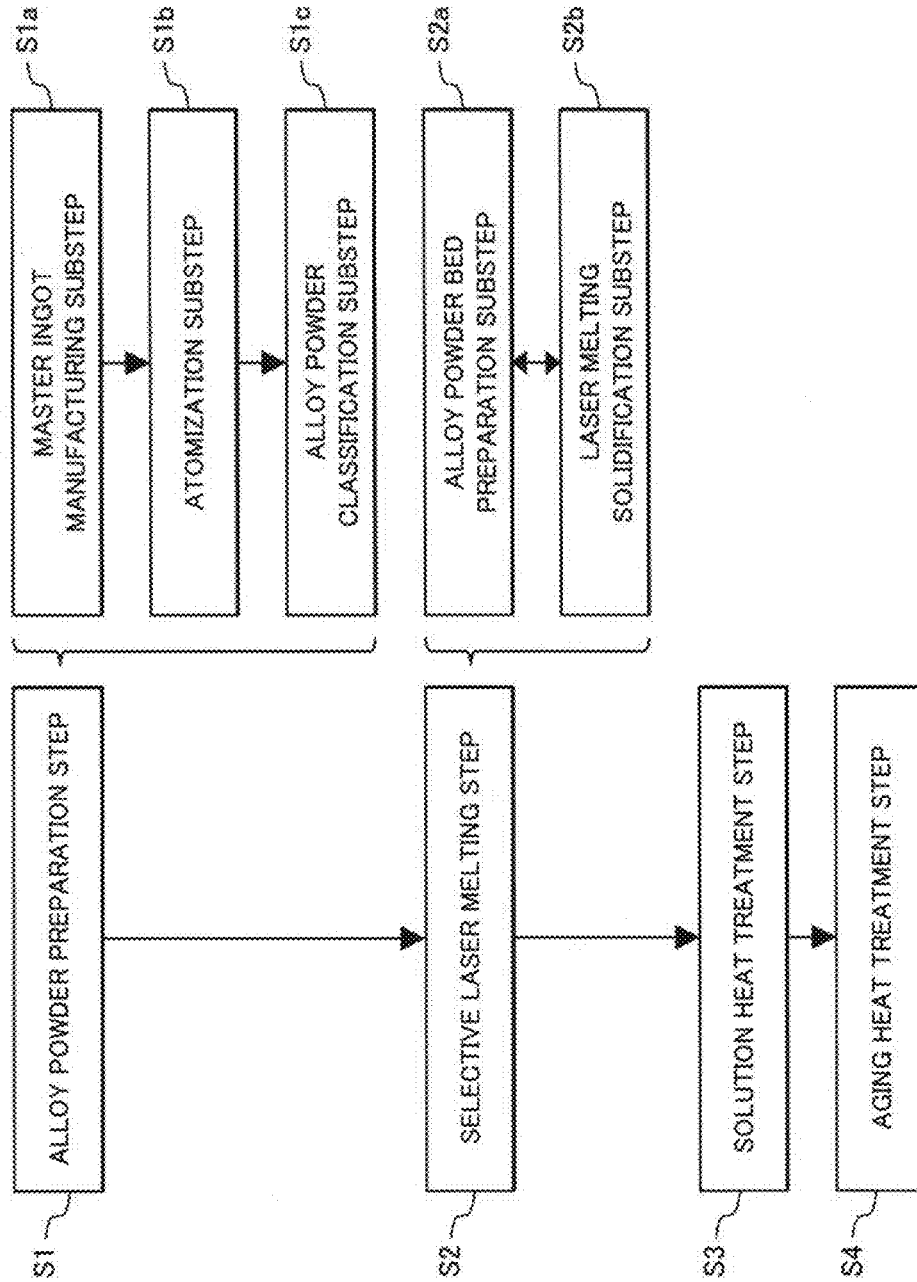 S1
ALLOY POWDER PREPARATION STEP
S1a
MASTER INGOT
MANUFACTURING SUBSTEP
S1b
ATOMIZATION SUBSTEP
S1c
ALLOY POWDER
CLASSIFICATION SUBSTEP
S2
SELECTIVE LASER MELTING STEP
S2a
ALLOY POWDER BED
PREPARATION SUBSTEP
S2b
LASER MELTING
SOLIDIFICATION SUBSTEP
S3
SOLUTION HEAT TREATMENT STEP
S4
AGING HEAT TREATMENT STEP